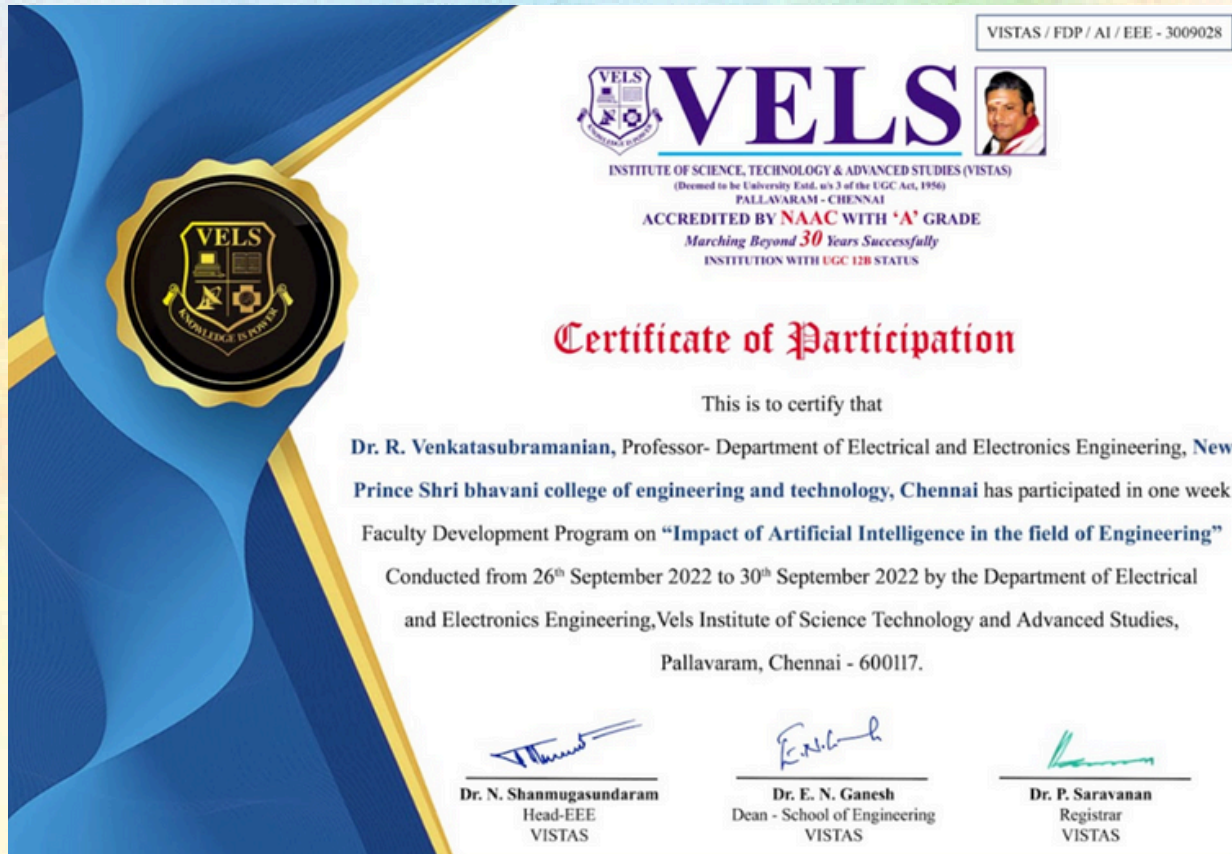 VISTAS / FDP / AI / EEE - 3009028
VELS
KNOWLEDGE IS POWER
VELS
INSTITUTE OF SCIENCE, TECHNOLOGY & ADVANCED STUDIES (VISTAS)
(Deemed to be University Estd. u/s 3 of the UGC Act, 1956)
PALLAVARAM - CHENNAI
ACCREDITED BY NAAC WITH ‘A’ GRADE
Marching Beyond 30 Years Successfully
INSTITUTION WITH UGC 12B STATUS
VELS
KNOWLEDGE IS POWER
Certificate of Participation
This is to certify that
Dr. R. Venkatasubramanian, Professor- Department of Electrical and Electronics Engineering, New
Prince Shri bhavani college of engineering and technology, Chennai has participated in one week
Faculty Development Program on “Impact of Artificial Intelligence in the field of Engineering”
Conducted from 26th September 2022 to 30th September 2022 by the Department of Electrical
and Electronics Engineering,Vels Institute of Science Technology and Advanced Studies,
Pallavaram, Chennai - 600117.
E.N.G
Dr. N. Shanmugasundaram
Head-EEE
VISTAS
Dr. E. N. Ganesh
Dean - School of Engineering
VISTAS
Dr. P. Saravanan
Registrar
VISTAS